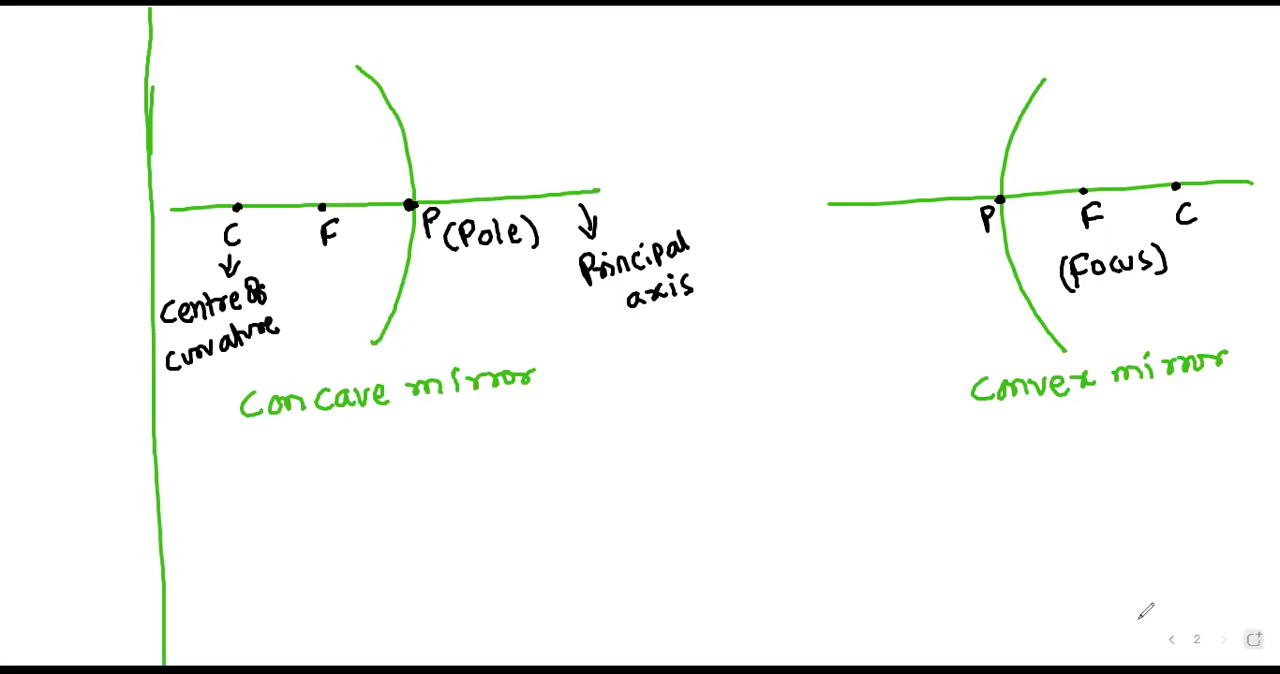 C F P (Pole)
Centre of
curvature
Principal
axis
Concave mirror
P F C
(Focus)
Convex mirror
2